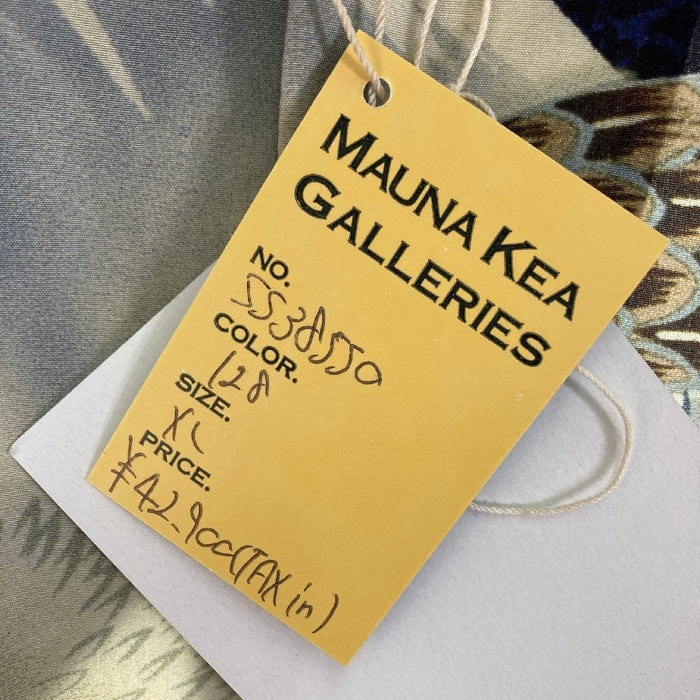 MAUNA KEA
GALLERIES
NO.
SS38550
COLOR.
128
SIZE.
XL
PRICE.
¥42.900(TAX in)